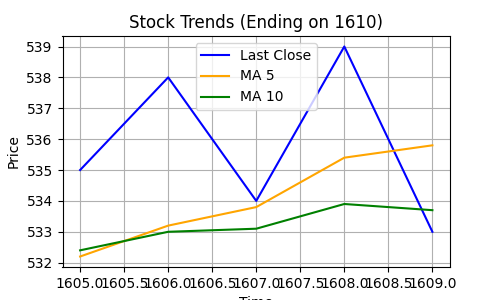 Stock Trends (Ending on 1610)
Last Close
MA 5
MA 10
Price
539
538
537
536
535
534
533
532
1605.0 1605.5 1606.0 1606.5 1607.0 1607.5 1608.0 1608.5 1609.0
Time